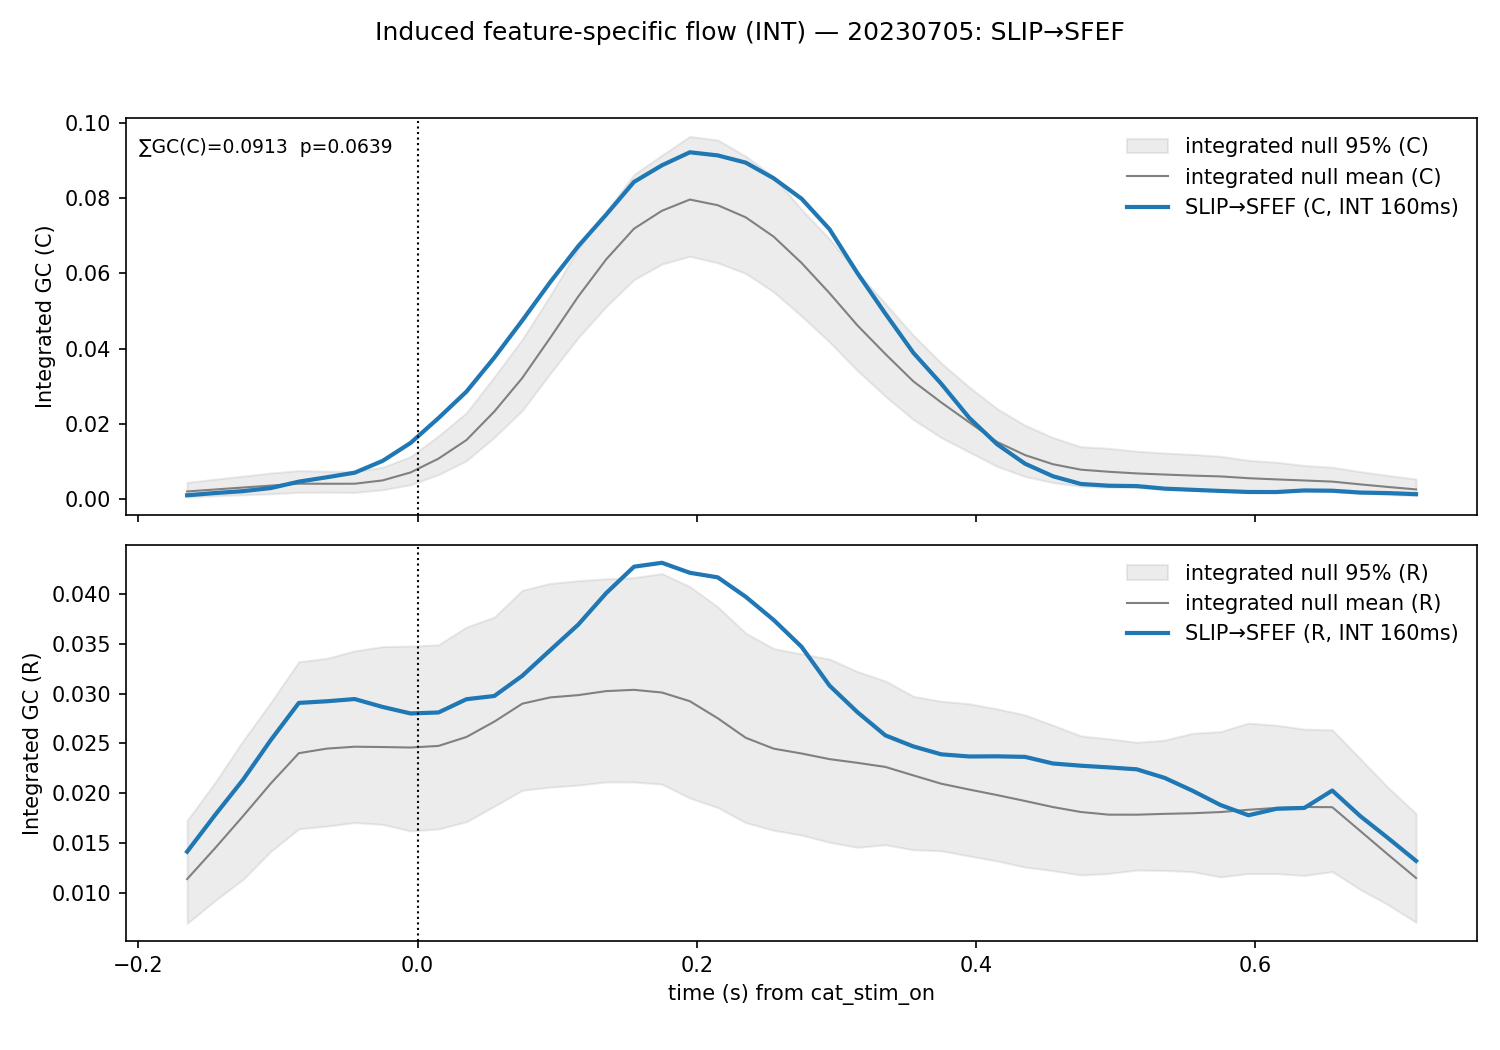 Induced feature-specific flow (INT) — 20230705: SLIP→SFEF
∑GC(C)=0.0913  p=0.0639
integrated null 95% (C)
integrated null mean (C)
SLIP→SFEF (C, INT 160ms)
Integrated GC (C)
0.10
0.08
0.06
0.04
0.02
0.00
integrated null 95% (R)
integrated null mean (R)
SLIP→SFEF (R, INT 160ms)
Integrated GC (R)
0.040
0.035
0.030
0.025
0.020
0.015
0.010
−0.2
0.0
0.2
0.4
0.6
time (s) from cat_stim_on